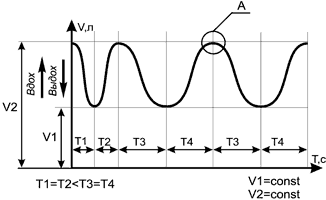 A
V,л
Вдох
Выдох
V2
V1
T1 T2 T3 T4 T3 T4
T,c
T1=T2<T3=T4
V1=const
V2=const